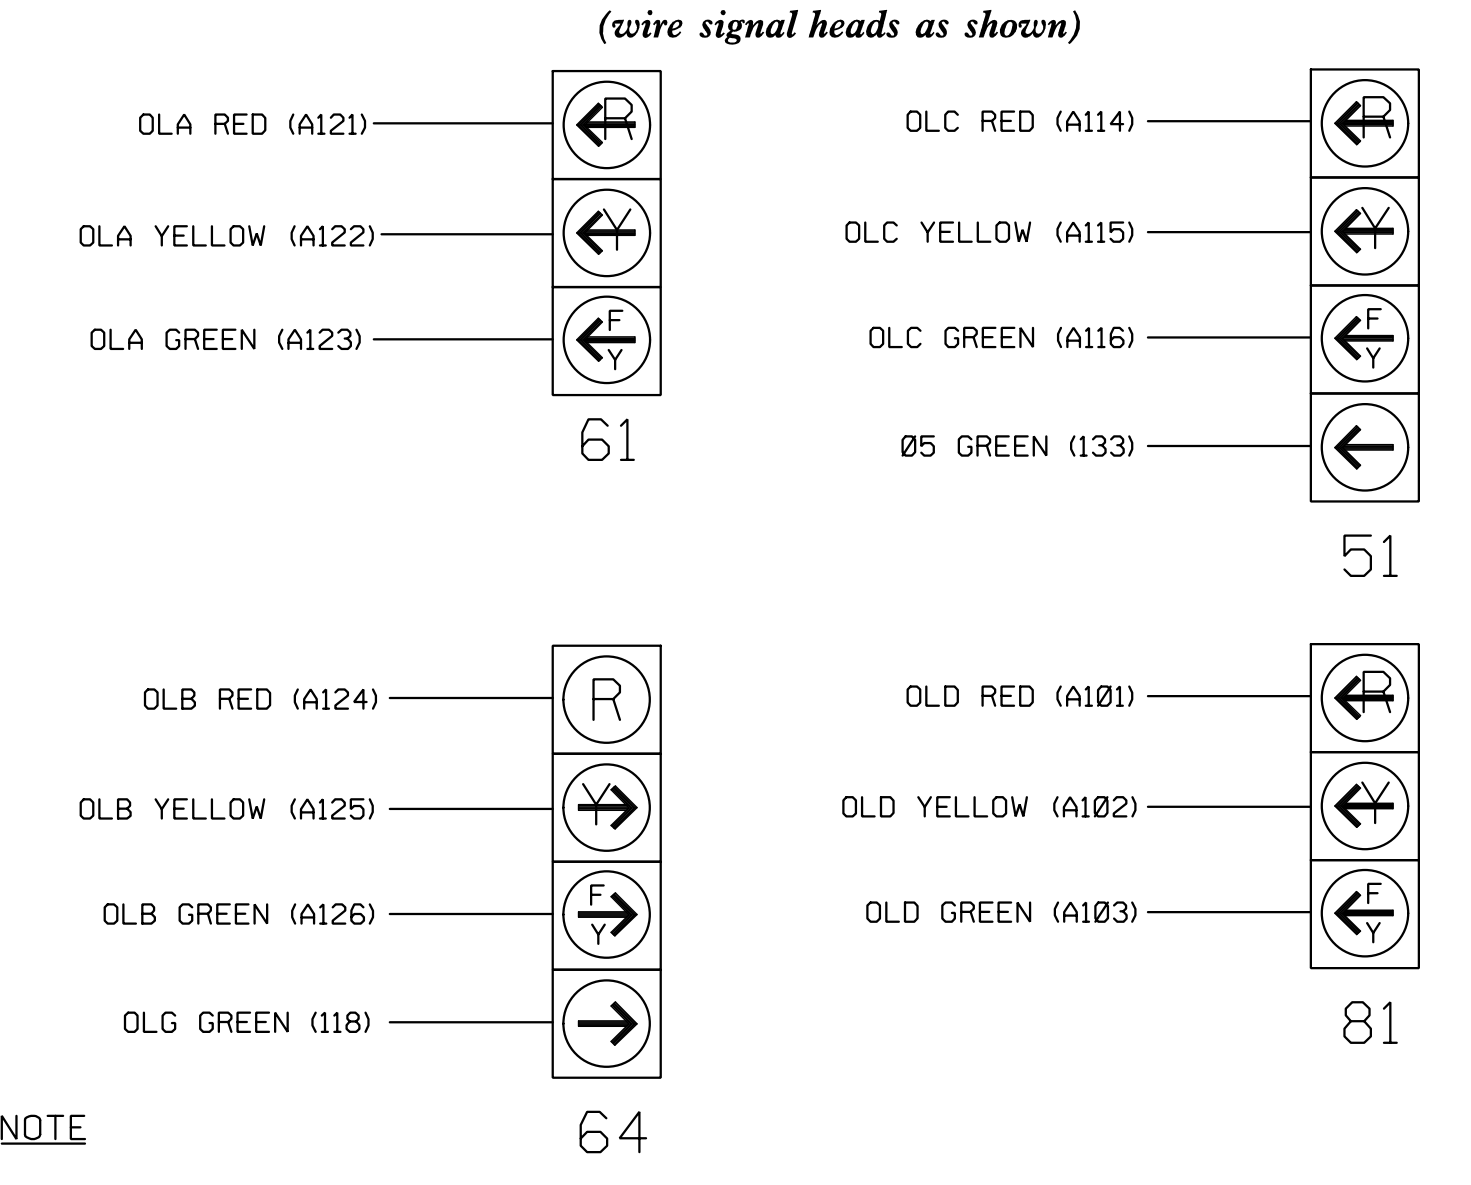 (wire signal heads as shown)
OLA RED (A121)
R
OLA YELLOW (A122)
Y
OLA GREEN (A123)
F
Y
61
OLC RED (A114)
R
OLC YELLOW (A115)
Y
OLC GREEN (A116)
F
Y
Ø5 GREEN (133)
51
OLB RED (A124)
R
OLB YELLOW (A125)
Y
OLB GREEN (A126)
F
Y
OLG GREEN (118)
64
OLD RED (A1Ø1)
R
OLD YELLOW (A1Ø2)
Y
OLD GREEN (A1Ø3)
F
Y
81
NOTE